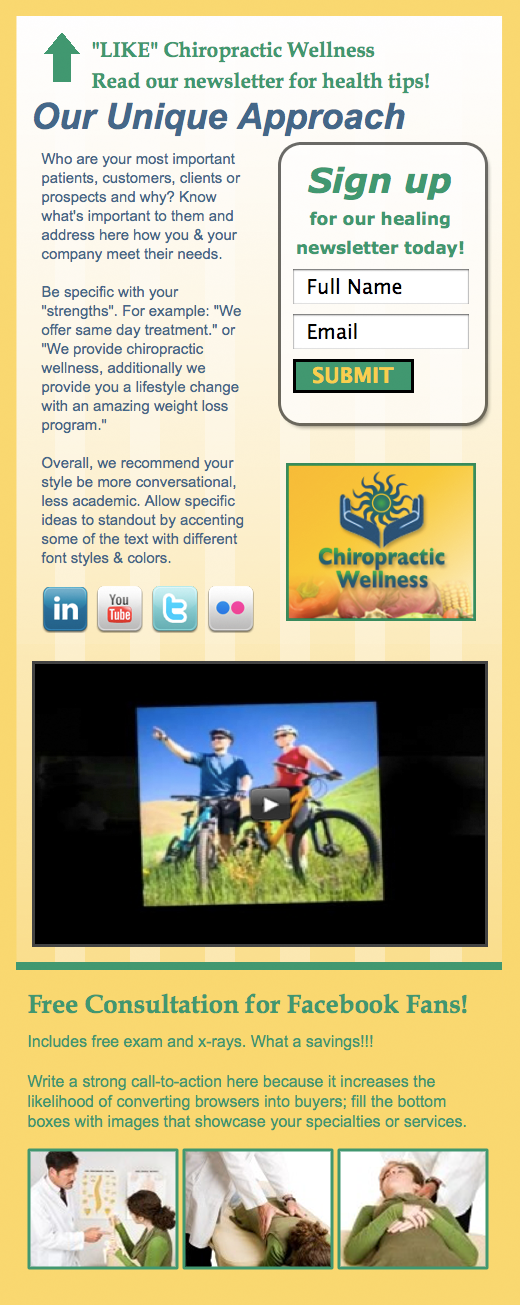 "LIKE" Chiropractic Wellness
Read our newsletter for health tips!
Our Unique Approach
Who are your most important
patients, customers, clients or
prospects and why? Know
what's important to them and
address here how you & your
company meet their needs.
Be specific with your
"strengths". For example: "We
offer same day treatment." or
"We provide chiropractic
wellness, additionally we
provide you a lifestyle change
with an amazing weight loss
program."
Overall, we recommend your
style be more conversational,
less academic. Allow specific
ideas to standout by accenting
some of the text with different
font styles & colors.
in
You
Tube
t
Sign up
for our healing
newsletter today!
Full Name
Email
SUBMIT
Chiropractic
Wellness
Free Consultation for Facebook Fans!
Includes free exam and x-rays. What a savings!!!
Write a strong call-to-action here because it increases the
likelihood of converting browsers into buyers; fill the bottom
boxes with images that showcase your specialties or services.